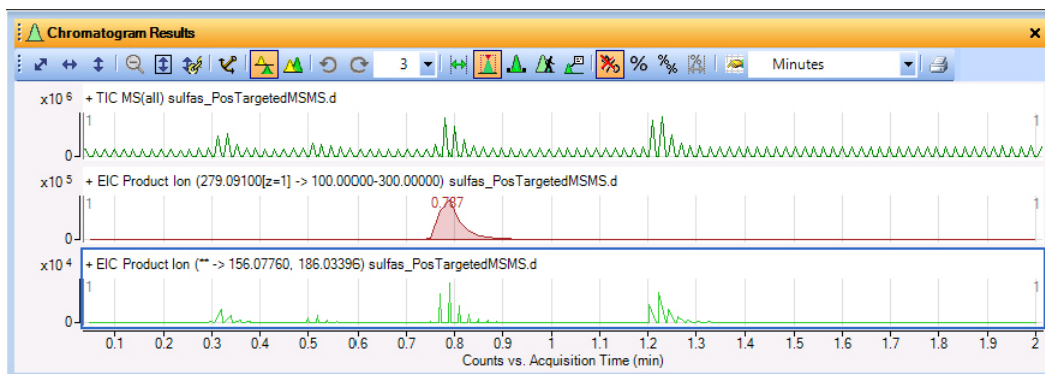 Chromatogram Results
3 % %% Minutes
x10 6 + TIC MS(all) sulfas_PosTargetedMSMS.d
1 1
0
x10 5 + EIC Product Ion (279.09100[z=1] -> 100.00000-300.00000) sulfas_PosTargetedMSMS.d
1 0.787 1
0
x10 4 + EIC Product Ion (** -> 156.07760, 186.03396) sulfas_PosTargetedMSMS.d
1 1
0
0.1 0.2 0.3 0.4 0.5 0.6 0.7 0.8 0.9 1 1.1 1.2 1.3 1.4 1.5 1.6 1.7 1.8 1.9 2
Counts vs. Acquisition Time (min)